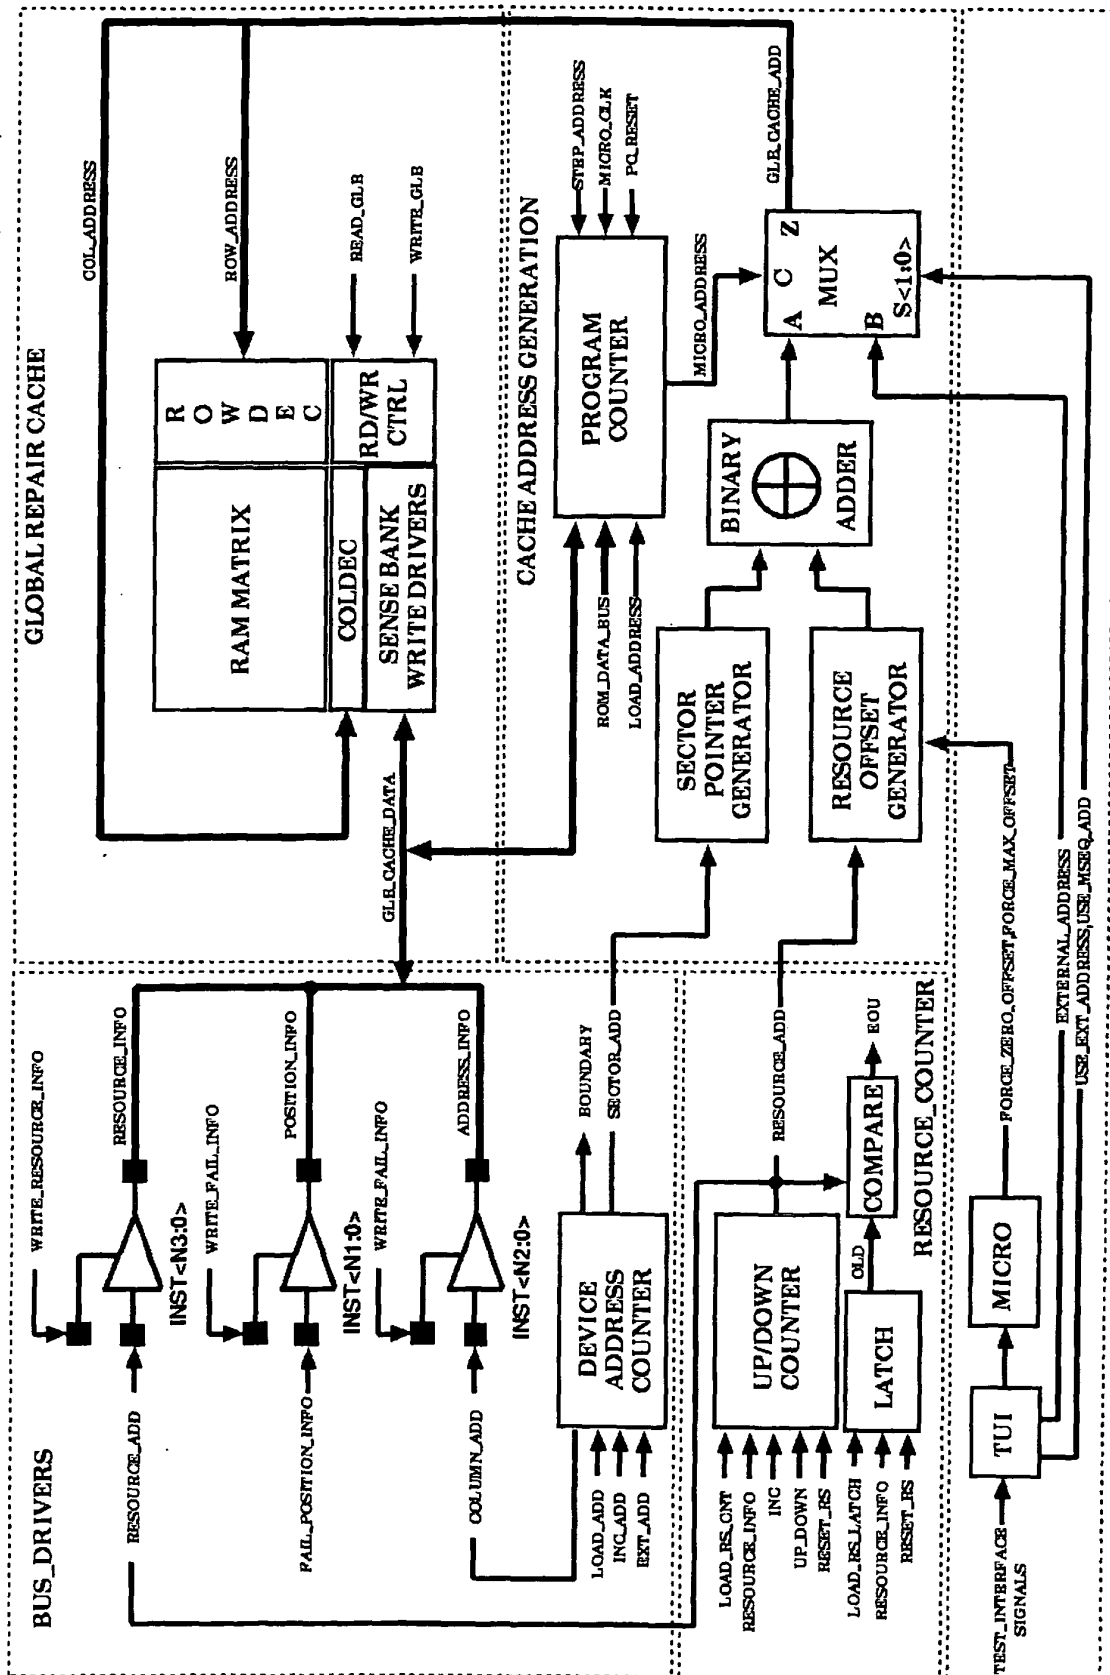 BUS_DRIVERS
WRITE_RESOURCE_INFO
RESOURCE_ADD
INST<N3:0>
RESOURCE_INFO
WRITE_FAIL_INFO
FAIL_POSITION_INFO
INST<N1:0>
POSITION_INFO
WRITE_FAIL_INFO
COLUMN_ADD
INST<N2:0>
ADDRESS_INFO
LOAD_ADD
INC_ADD
EXT_ADD
DEVICE
ADDRESS
COUNTER
BOUNDARY
SECTOR_ADD
GLOBAL REPAIR CACHE
COL_ADDRESS
ROW_ADDRESS
RAM MATRIX
ROWDEC
COLDEC
SENSE BANK
WRITE DRIVERS
RD/WR
CTRL
READ_GLB
WRITE_GLB
GLB_CACHE_DATA
CACHE ADDRESS GENERATION
ROM_DATA_BUS
LOAD_ADDRESS
PROGRAM
COUNTER
STEP_ADDRESS
MICRO_CLK
PC_RESET
MICRO_ADDRESS
SECTOR
POINTER
GENERATOR
RESOURCE
OFFSET
GENERATOR
BINARY
ADDER
A
C
Z
MUX
B
S<1:0>
GLB_CACHE_ADD
LOAD_RS_CNT
RESOURCE_INFO
INC
UP_DOWN
RESET_RS
UP/DOWN
COUNTER
RESOURCE_ADD
LOAD_RS_LATCH
RESOURCE_INFO
RESET_RS
LATCH
OLD
COMPARE
EOU
RESOURCE_COUNTER
TEST_INTERFACE
SIGNALS
TUI
MICRO
FORCE_ZERO_OFFSET,FORCE_MAX_OFFSET
EXTERNAL_ADDRESS
USE_EXT_ADDRESS,USE_MSEQ_ADD